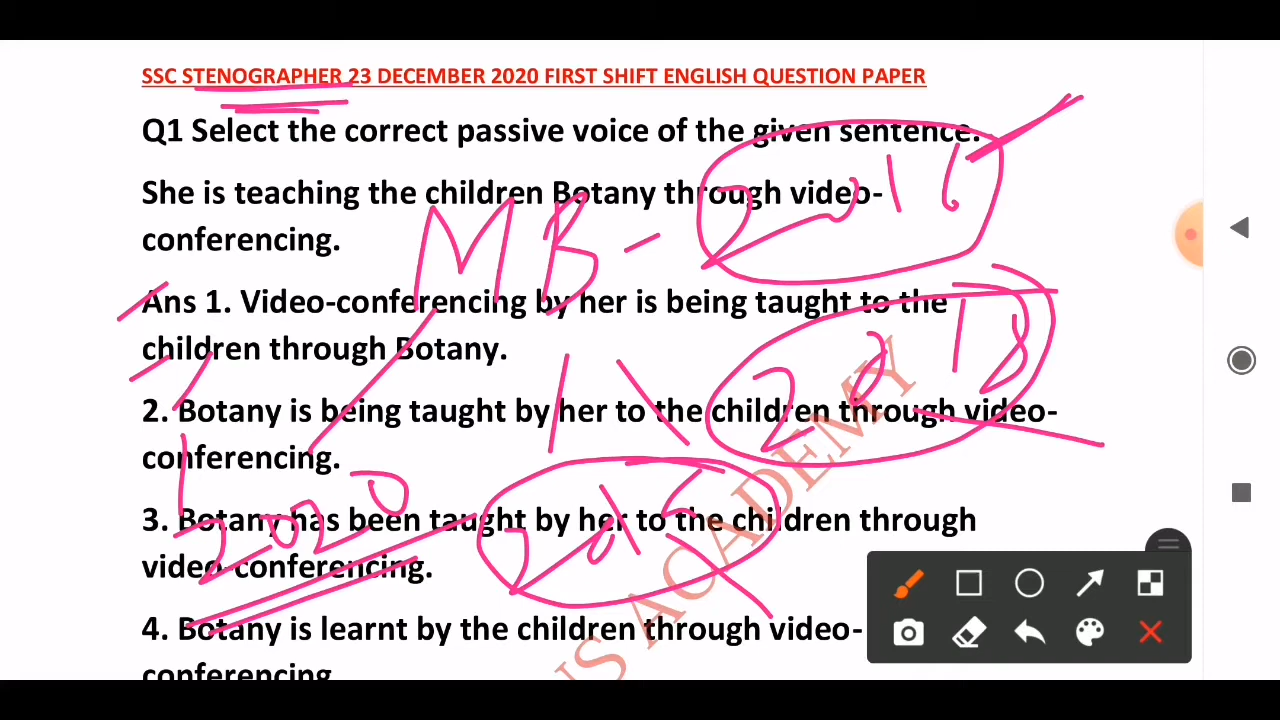 SSC STENOGRAPHER 23 DECEMBER 2020 FIRST SHIFT ENGLISH QUESTION PAPER
Q1 Select the correct passive voice of the given sentence.
She is teaching the children Botany through video-
conferencing.
MB - 2016
Ans 1. Video-conferencing by her is being taught to the
children through Botany.
2018
2. Botany is being taught by her to the children through video-
conferencing.
2020
3. Botany has been taught by her to the children through
video-conferencing.
4. Botany is learnt by the children through video-
conferencing
NS ACADEMY